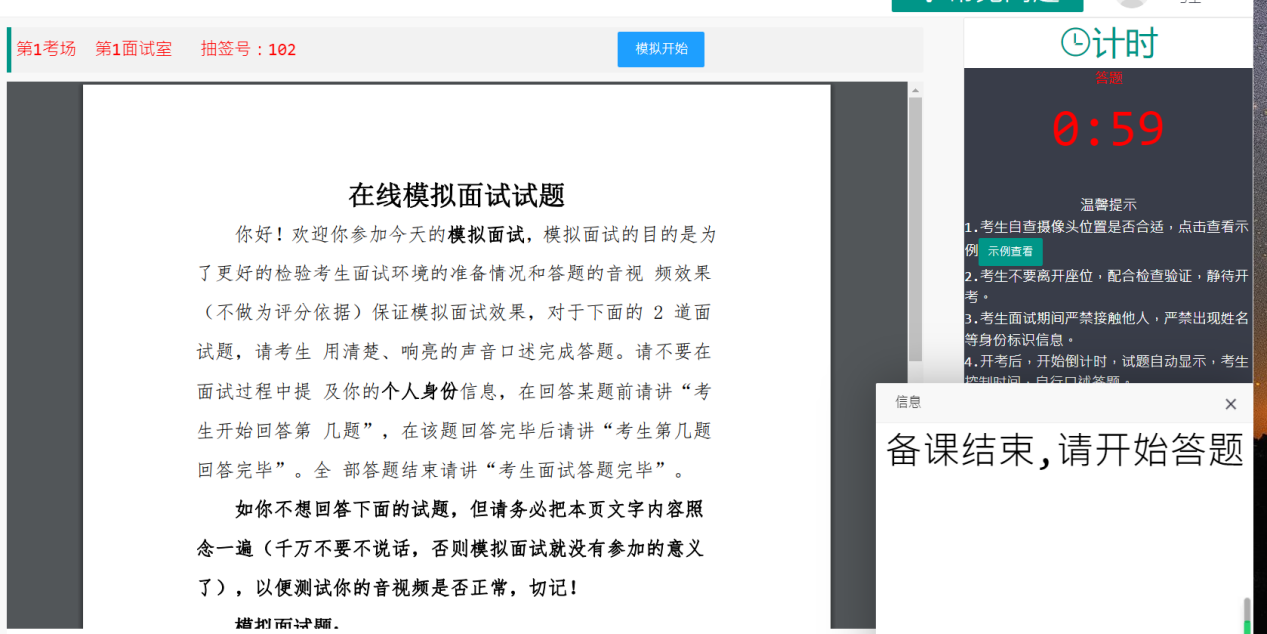 第1考场 第1面试室 抽签号：102
模拟开始
在线模拟面试试题
你好！欢迎你参加今天的模拟面试，模拟面试的目的是为
了更好的检验考生面试环境的准备情况和答题的音视 频效果
（不做为评分依据）保证模拟面试效果，对于下面的 2 道面
试题，请考生 用清楚、响亮的声音口述完成答题。请不要在
面试过程中提 及你的个人身份信息，在回答某题前请讲“考
生开始回答第 几题”，在该题回答完毕后请讲“考生第几题
回答完毕”。全 部答题结束请讲“考生面试答题完毕”。
如你不想回答下面的试题，但请务必把本页文字内容照
念一遍（千万不要不说话，否则模拟面试就没有参加的意义
了），以便测试你的音视频是否正常，切记！
模拟面试题：
计时
答题
0:59
温馨提示
1.考生自查摄像头位置是否合适，点击查看示
例 示例查看
2.考生不要离开座位，配合检查验证，静待开
考。
3.考生面试期间严禁接触他人，严禁出现姓名
等身份标识信息。
4.开考后，开始倒计时，试题自动显示，考生
控制时间，自行口述答题。
信息
备课结束,请开始答题